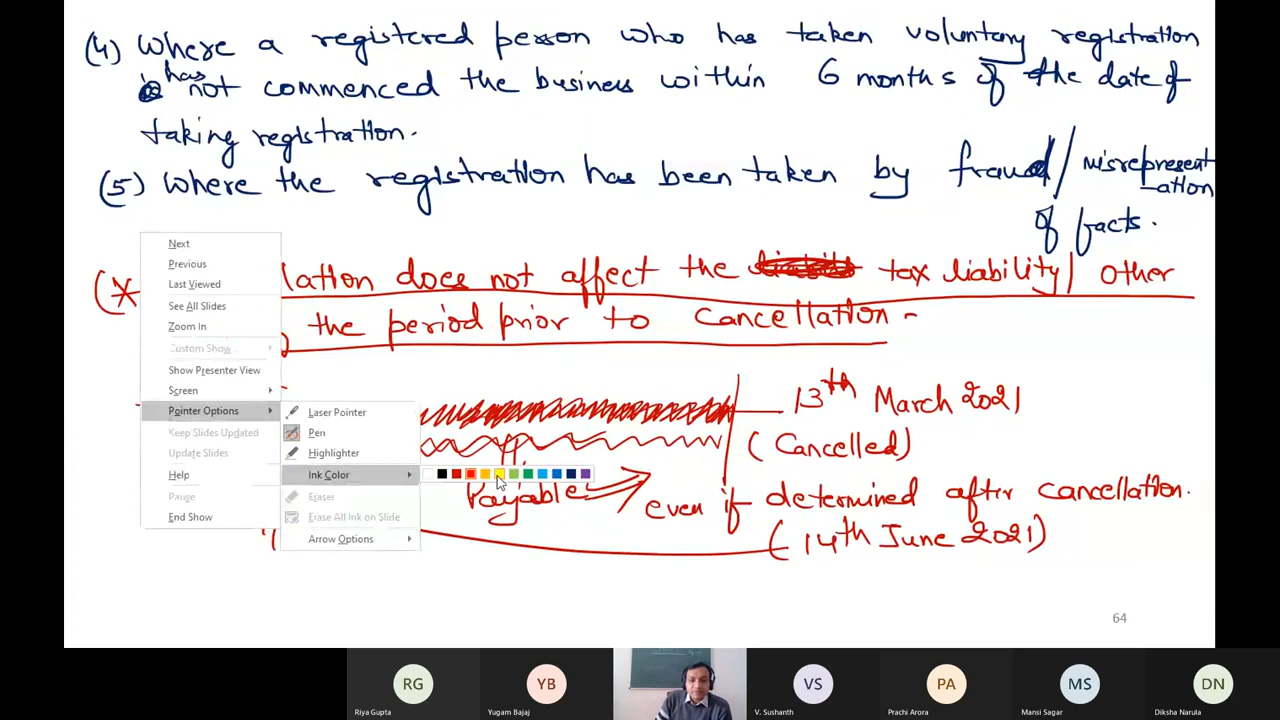 (4) Where a registered person who has taken voluntary registration
has not commenced the business within 6 months of the date of
taking registration.
(5) Where the registration has been taken by fraud/misrepresent
-ation
of facts.
(* lation does not affect the tax liability/ other
the period prior to cancellation -
13th March 2021
(Cancelled)
Payable
even if determined after cancellation.
(14th June 2021)
Next
Previous
Last Viewed
See All Slides
Zoom In
Custom Show
Show Presenter View
Screen
Pointer Options
Keep Slides Updated
Update Slides
Help
Pause
End Show
Laser Pointer
Pen
Highlighter
Ink Color
Eraser
Erase All Ink on Slide
Arrow Options
64
RG
Riya Gupta
YB
Yugam Bajaj
VS
V. Sushanth
PA
Prachi Arora
MS
Mansi Sagar
DN
Diksha Narula